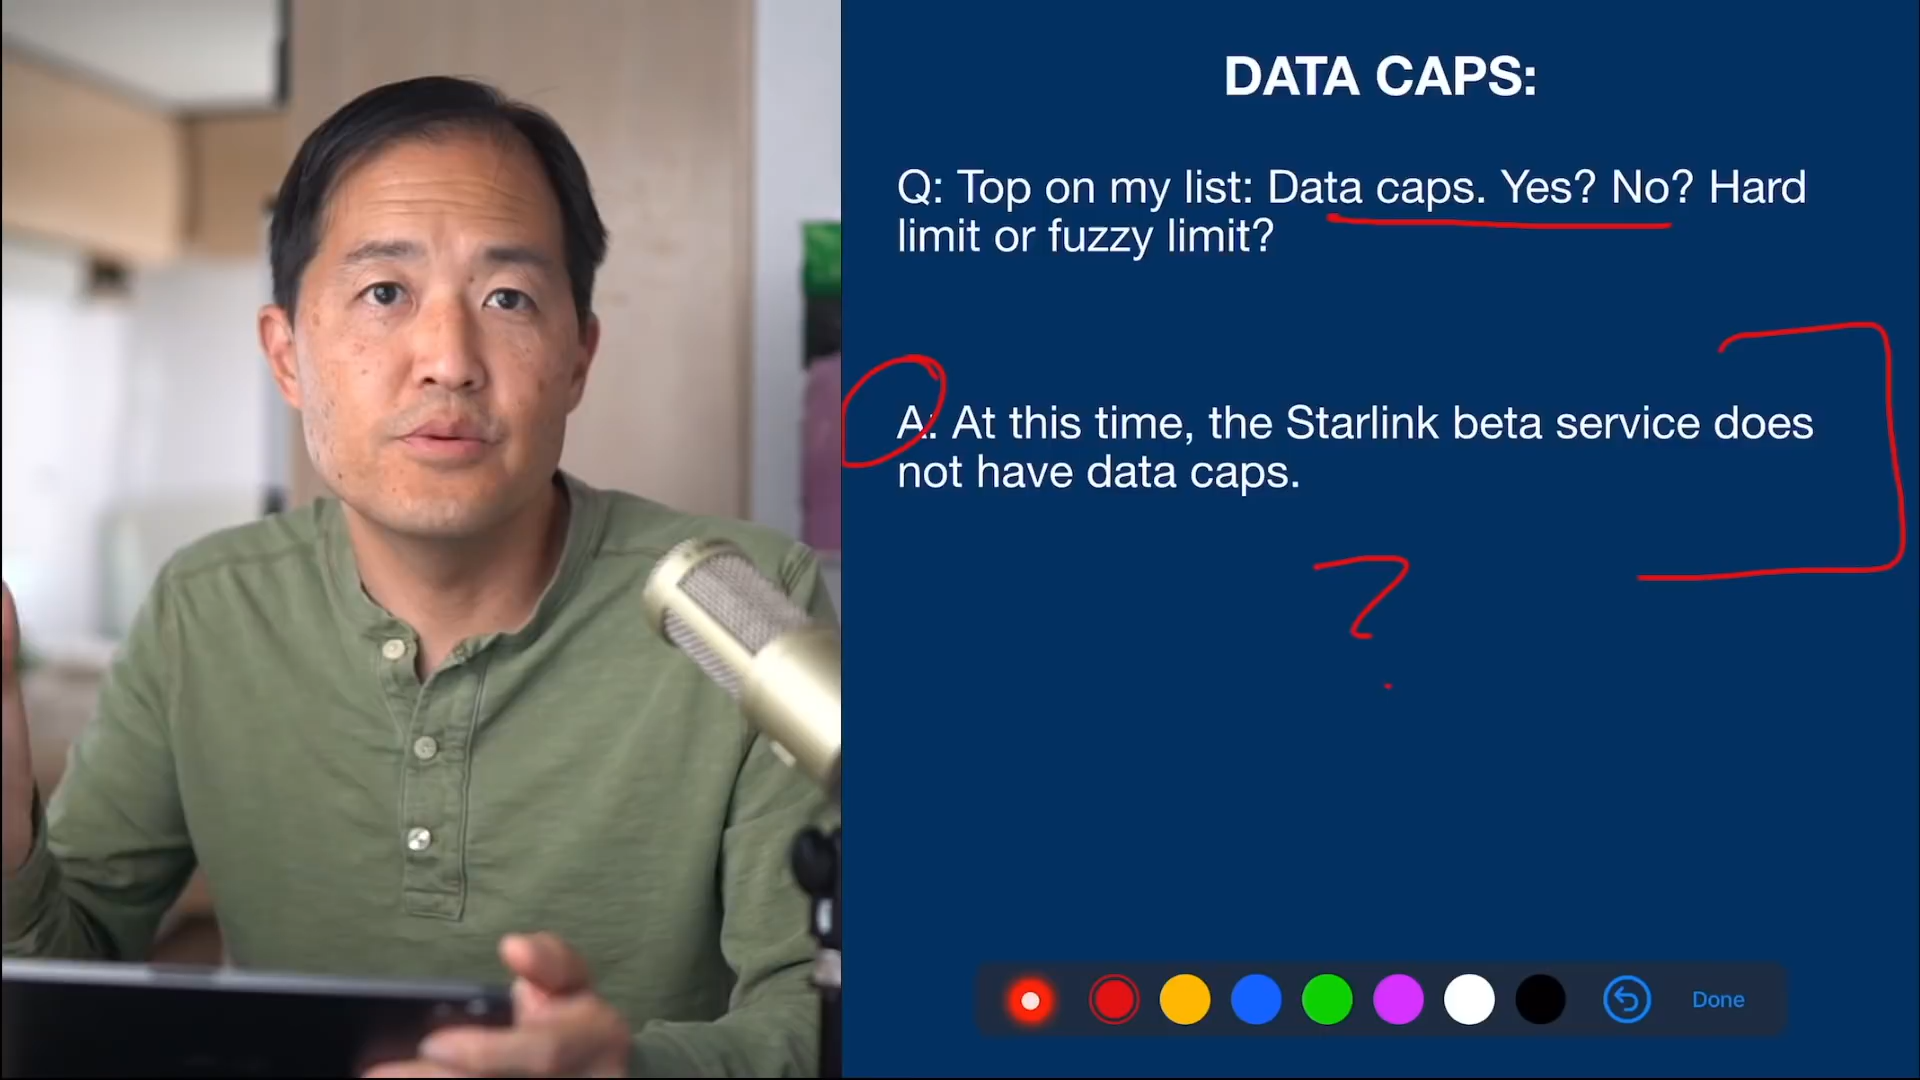 DATA CAPS:
Q: Top on my list: Data caps. Yes? No? Hard
limit or fuzzy limit?
A: At this time, the Starlink beta service does
not have data caps.
?
Done